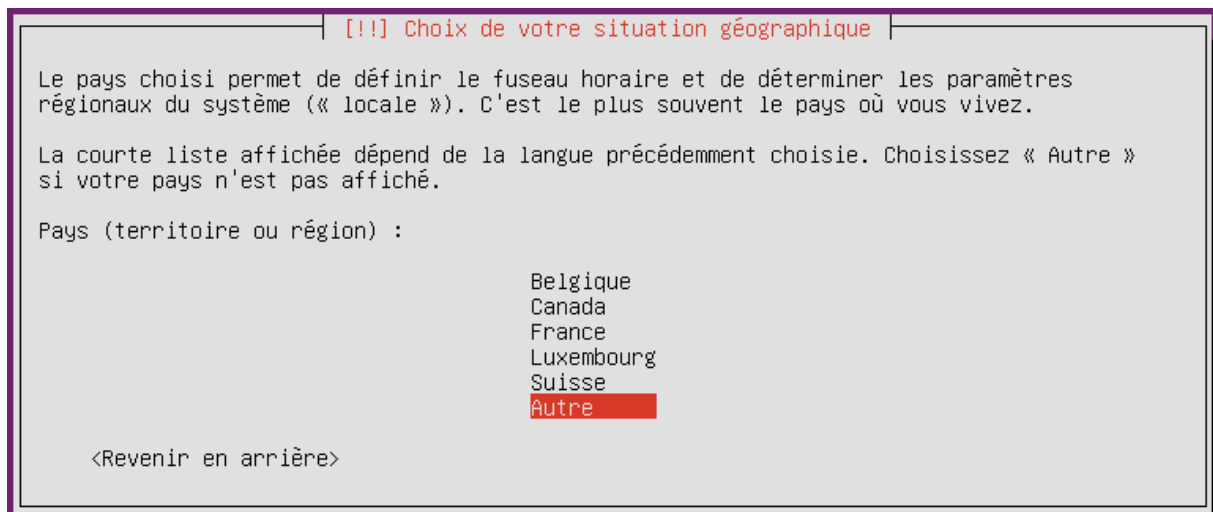 [!!] Choix de votre situation géographique
Le pays choisi permet de définir le fuseau horaire et de déterminer les paramètres
régionaux du système (« locale »). C'est le plus souvent le pays où vous vivez.
La courte liste affichée dépend de la langue précédemment choisie. Choisissez « Autre »
si votre pays n'est pas affiché.
Pays (territoire ou région) :
Belgique
Canada
France
Luxembourg
Suisse
Autre
<Revenir en arrière>